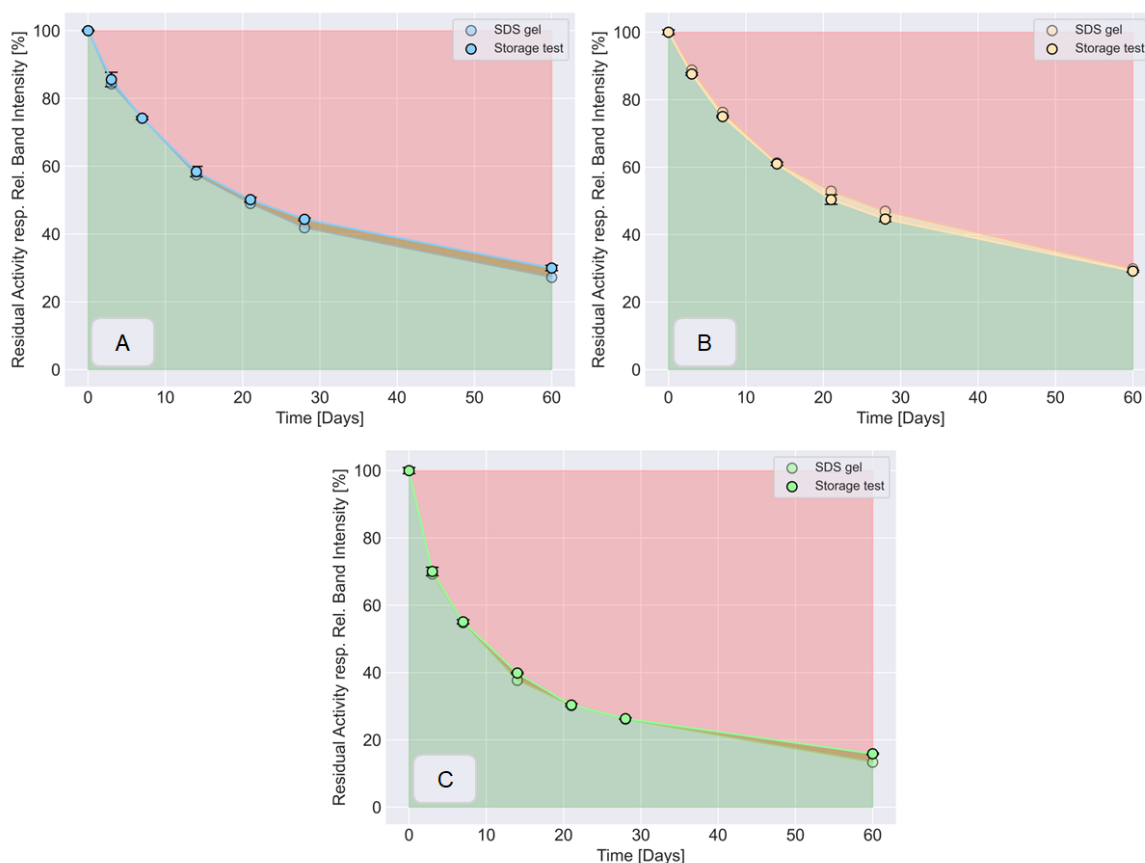 Residual Activity resp. Rel. Band Intensity [%]
100
80
60
40
20
0
SDS gel
Storage test
A
0 10 20 30 40 50 60
Time [Days]
Residual Activity resp. Rel. Band Intensity [%]
100
80
60
40
20
0
SDS gel
Storage test
B
0 10 20 30 40 50 60
Time [Days]
Residual Activity resp. Rel. Band Intensity [%]
100
80
60
40
20
0
SDS gel
Storage test
C
0 10 20 30 40 50 60
Time [Days]